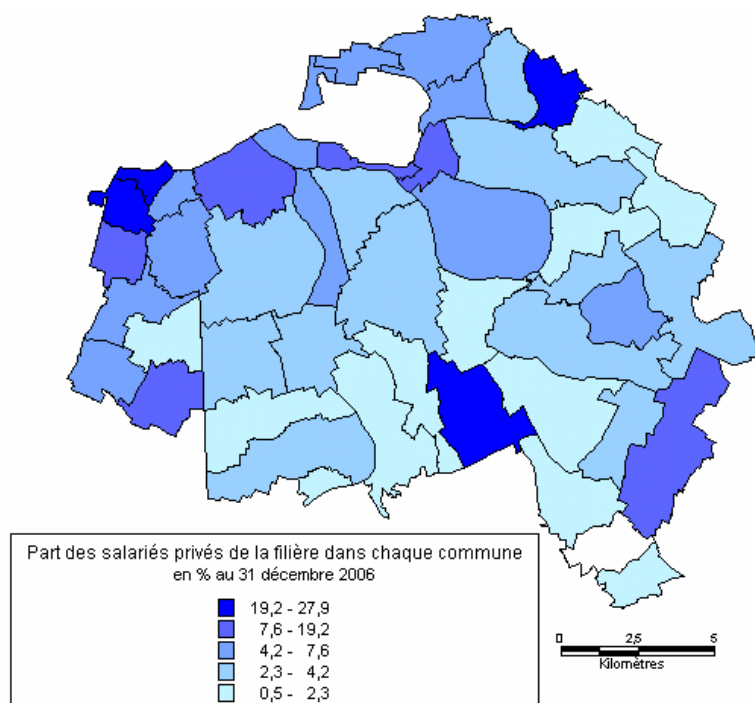 Part des salariés privés de la filière dans chaque commune
en % au 31 décembre 2006
19,2 - 27,9
7,6 - 19,2
4,2 - 7,6
2,3 - 4,2
0,5 - 2,3
0 2,5 5
Kilomètres